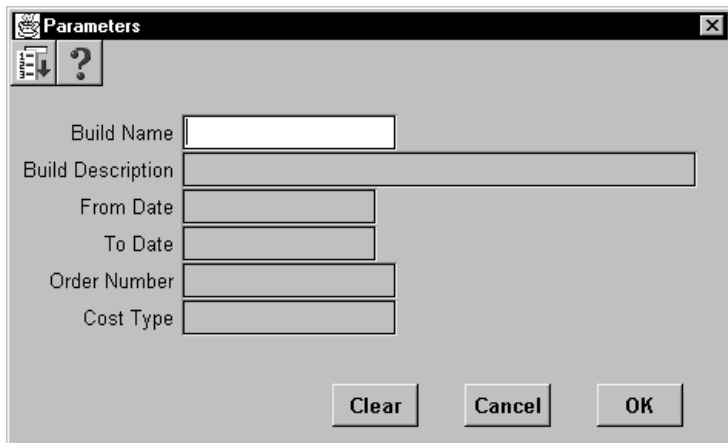 Parameters
Build Name
Build Description
From Date
To Date
Order Number
Cost Type
Clear Cancel OK